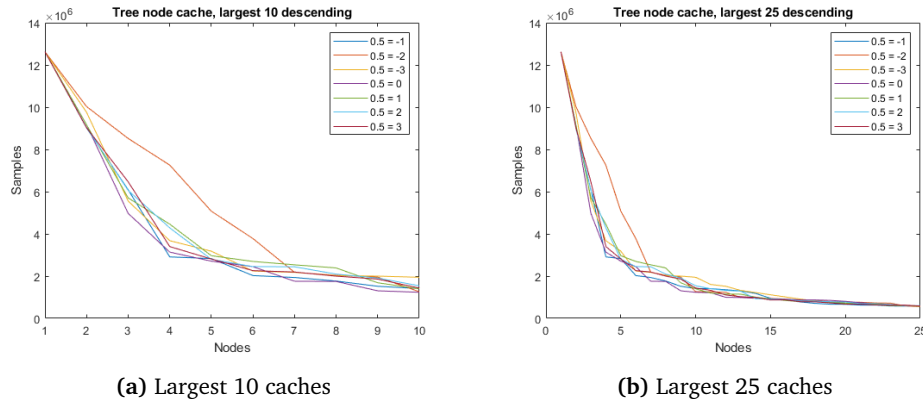 Tree node cache, largest 10 descending
×10^6
14
12
10
8
6
4
2
0
Samples
1 2 3 4 5 6 7 8 9 10
Nodes
0.5 = -1
0.5 = -2
0.5 = -3
0.5 = 0
0.5 = 1
0.5 = 2
0.5 = 3
(a) Largest 10 caches
Tree node cache, largest 25 descending
×10^6
14
12
10
8
6
4
2
0
Samples
0 5 10 15 20 25
Nodes
0.5 = -1
0.5 = -2
0.5 = -3
0.5 = 0
0.5 = 1
0.5 = 2
0.5 = 3
(b) Largest 25 caches